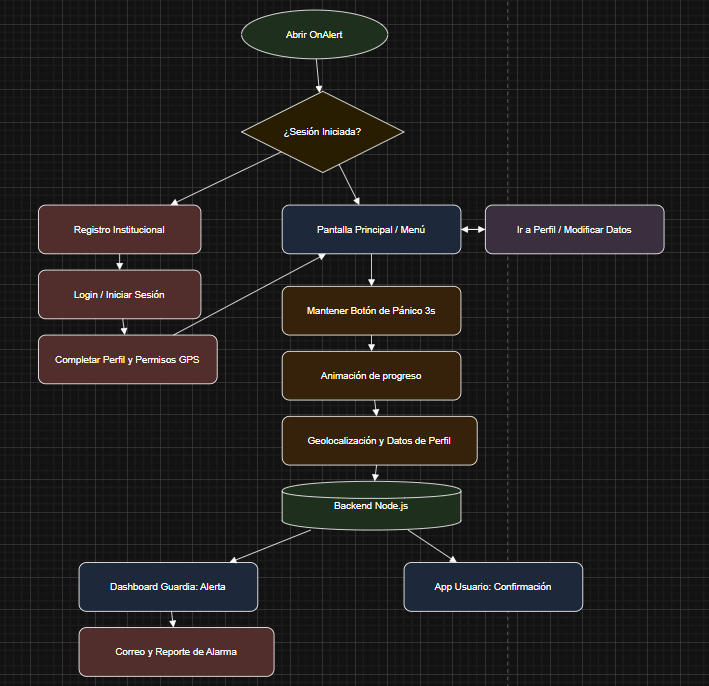 Abrir OnAlert
¿Sesión Iniciada?
Registro Institucional
Pantalla Principal / Menú
Ir a Perfil / Modificar Datos
Login / Iniciar Sesión
Mantener Botón de Pánico 3s
Completar Perfil y Permisos GPS
Animación de progreso
Geolocalización y Datos de Perfil
Backend Node.js
Dashboard Guardia: Alerta
App Usuario: Confirmación
Correo y Reporte de Alarma